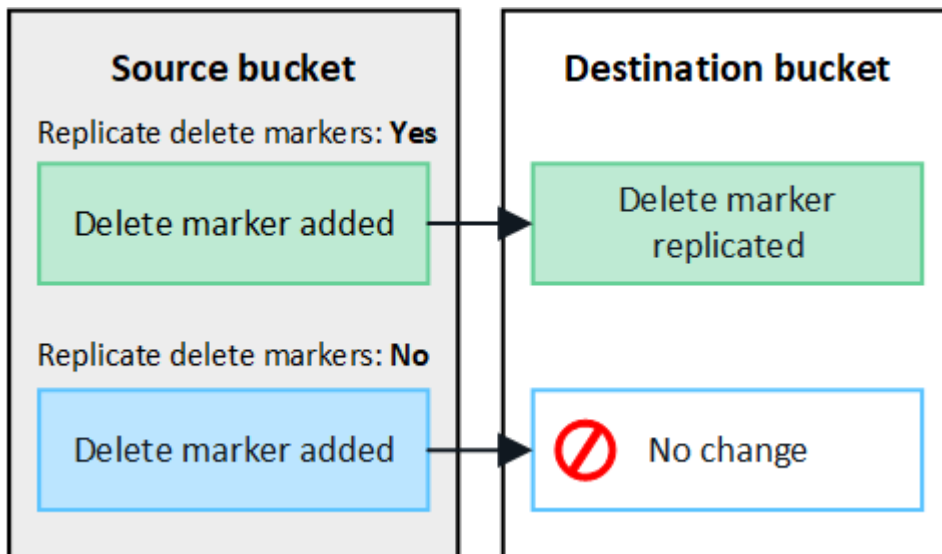 Source bucket
Replicate delete markers: Yes
Delete marker added
Replicate delete markers: No
Delete marker added
Destination bucket
Delete marker
replicated
No change